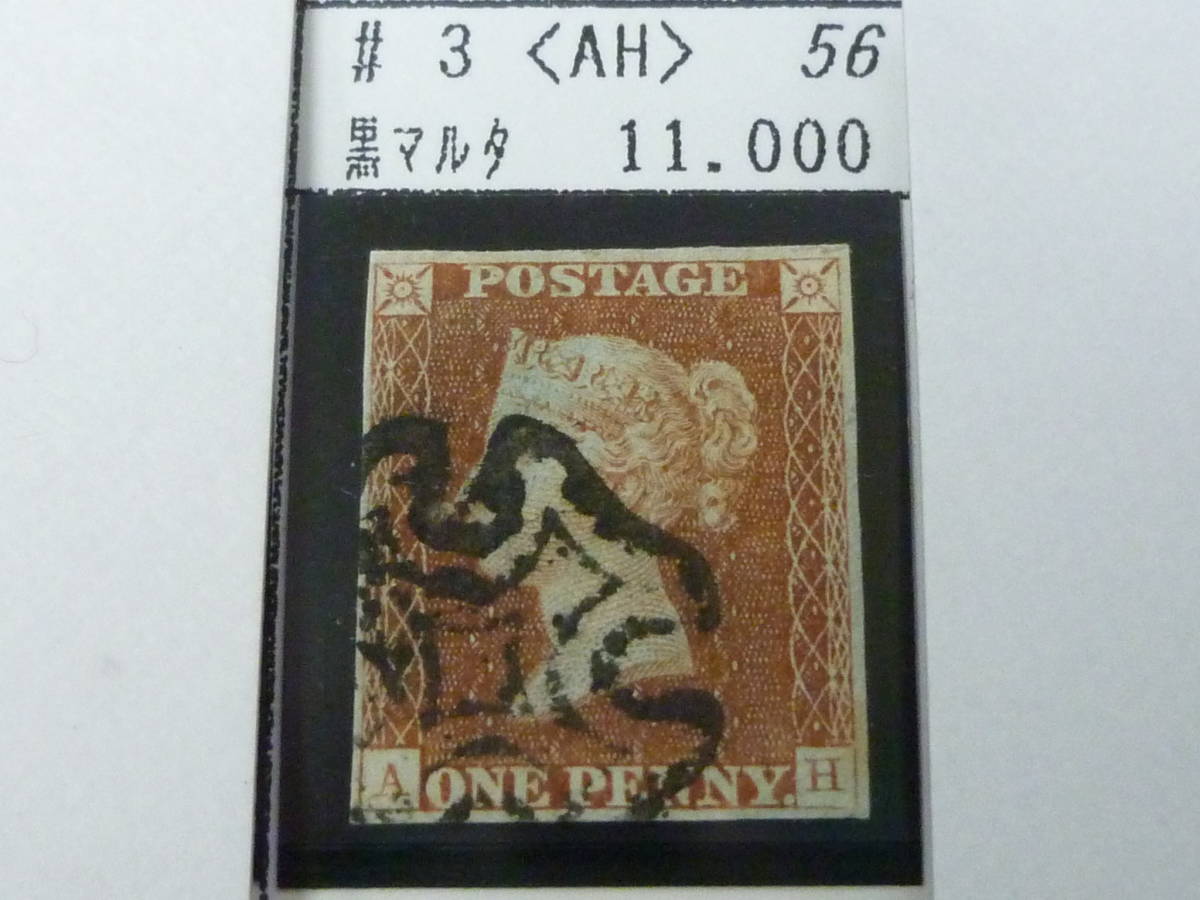 # 3 <AH> 56
黒マルタ 11.000
POSTAGE
A ONE PENNY. H